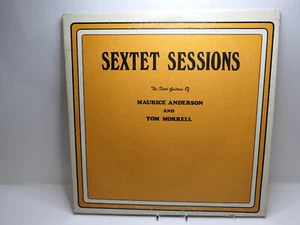 SEXTET SESSIONS
The Steel Guitars Of
MAURICE ANDERSON
AND
TOM MORRELL